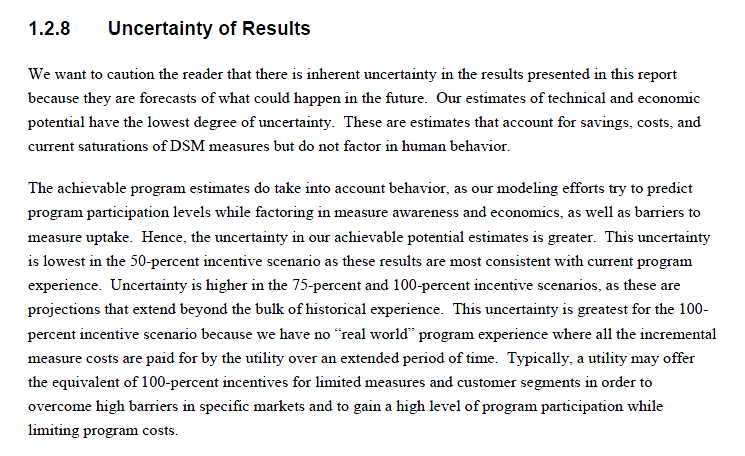 1.2.8 Uncertainty of Results
We want to caution the reader that there is inherent uncertainty in the results presented in this report
because they are forecasts of what could happen in the future.  Our estimates of technical and economic
potential have the lowest degree of uncertainty.  These are estimates that account for savings, costs, and
current saturations of DSM measures but do not factor in human behavior.
The achievable program estimates do take into account behavior, as our modeling efforts try to predict
program participation levels while factoring in measure awareness and economics, as well as barriers to
measure uptake.  Hence, the uncertainty in our achievable potential estimates is greater.  This uncertainty
is lowest in the 50-percent incentive scenario as these results are most consistent with current program
experience.  Uncertainty is higher in the 75-percent and 100-percent incentive scenarios, as these are
projections that extend beyond the bulk of historical experience.  This uncertainty is greatest for the 100-
percent incentive scenario because we have no “real world” program experience where all the incremental
measure costs are paid for by the utility over an extended period of time.  Typically, a utility may offer
the equivalent of 100-percent incentives for limited measures and customer segments in order to
overcome high barriers in specific markets and to gain a high level of program participation while
limiting program costs.